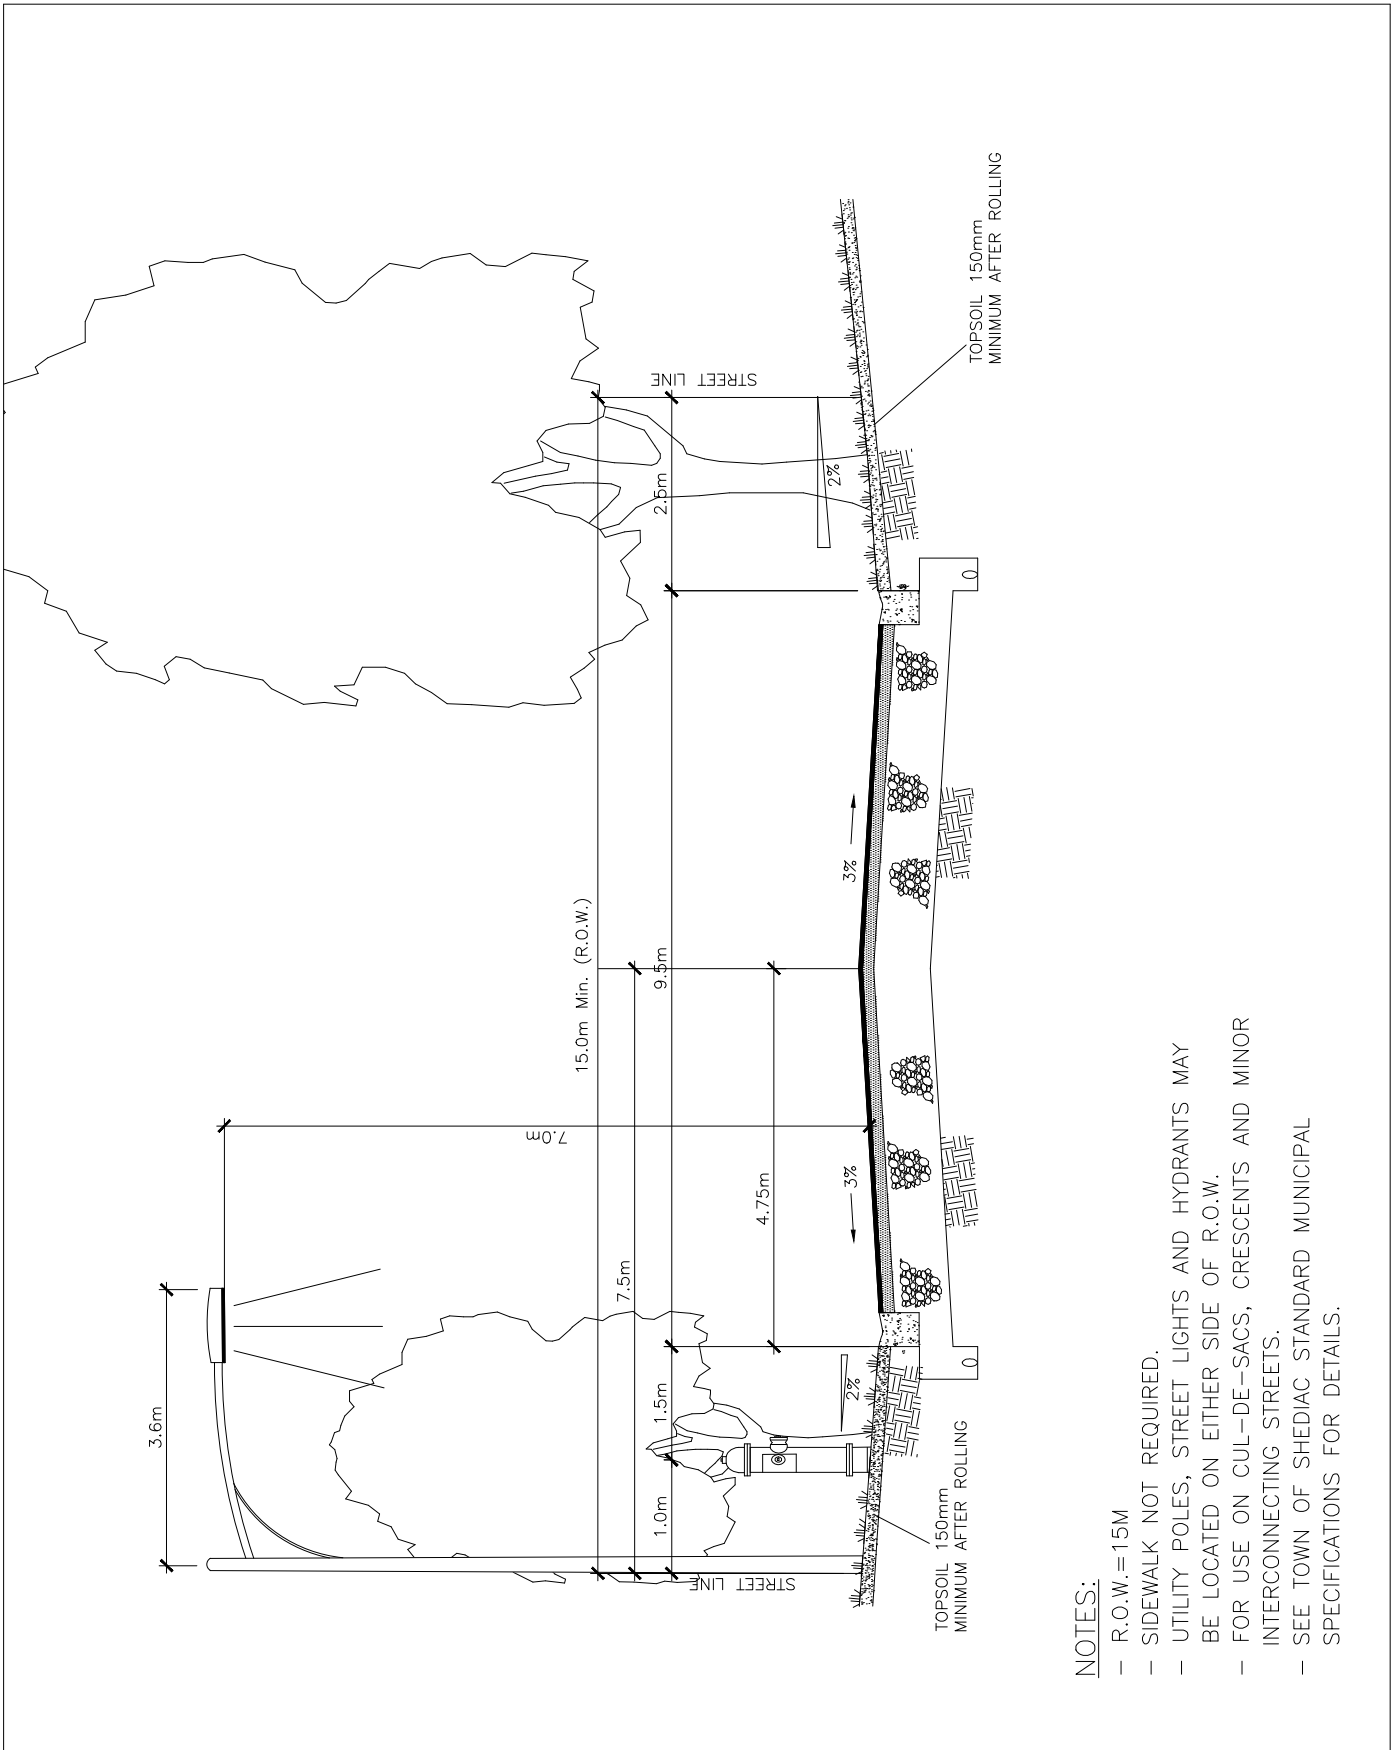 3.6m
7.0m
15.0m Min. (R.O.W.)
7.5m
9.5m
1.0m
1.5m
2.5m
4.75m
STREET LINE
STREET LINE
2%
3%
3%
2%
TOPSOIL 150mm
MINIMUM AFTER ROLLING
TOPSOIL 150mm
MINIMUM AFTER ROLLING
NOTES:
- R.O.W.=15M
- SIDEWALK NOT REQUIRED.
- UTILITY POLES, STREET LIGHTS AND HYDRANTS MAY
BE LOCATED ON EITHER SIDE OF R.O.W.
- FOR USE ON CUL-DE-SACS, CRESCENTS AND MINOR
INTERCONNECTING STREETS.
- SEE TOWN OF SHEDIAC STANDARD MUNICIPAL
SPECIFICATIONS FOR DETAILS.